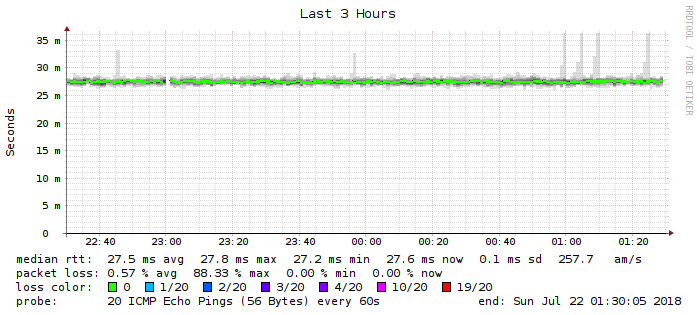 Last 3 Hours
RRDTOOL / TOBI OETIKER
Seconds
35 m
30 m
25 m
20 m
15 m
10 m
5 m
0
22:40 23:00 23:20 23:40 00:00 00:20 00:40 01:00 01:20
median rtt: 27.5 ms avg 27.8 ms max 27.2 ms min 27.6 ms now 0.1 ms sd 257.7 am/s
packet loss: 0.57 % avg 88.33 % max 0.00 % min 0.00 % now
loss color: 0 1/20 2/20 3/20 4/20 10/20 19/20
probe: 20 ICMP Echo Pings (56 Bytes) every 60s end: Sun Jul 22 01:30:05 2018